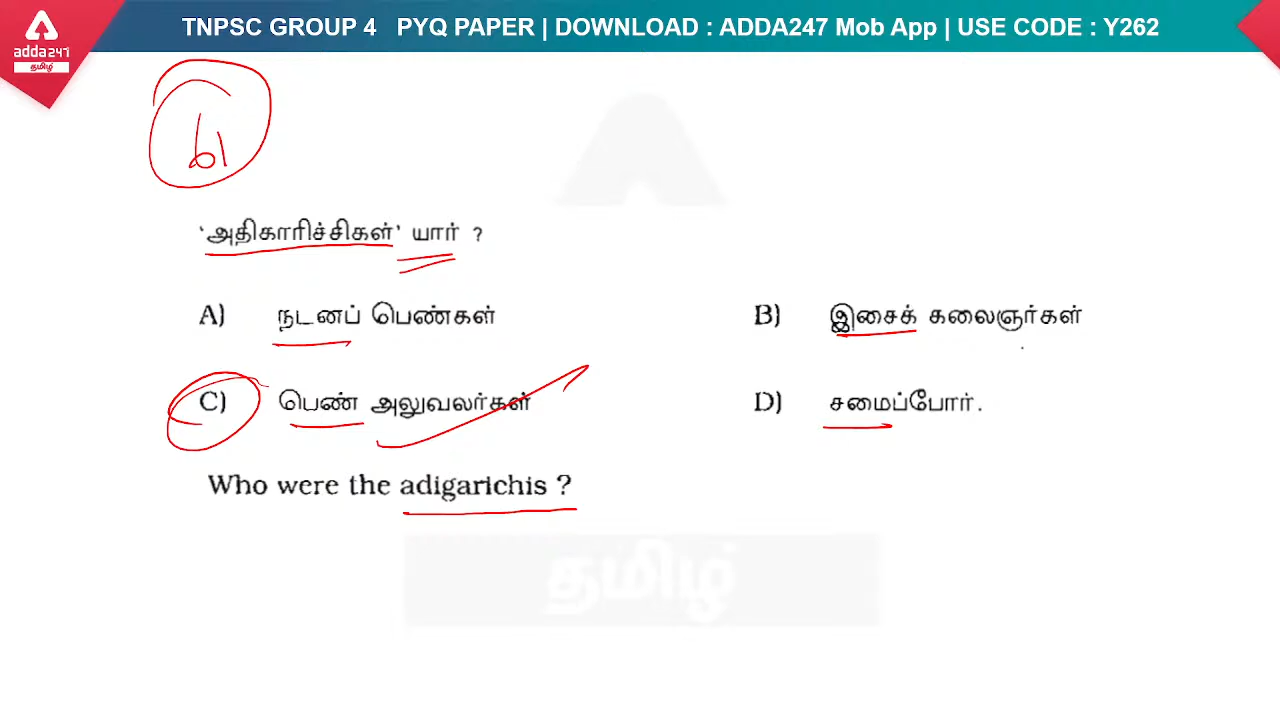 TNPSC GROUP 4 PYQ PAPER | DOWNLOAD : ADDA247 Mob App | USE CODE : Y262
adda247
தமிழ்
61
'அதிகாரிச்சிகள்' யார் ?
A) நடனப் பெண்கள் B) இசைக் கலைஞர்கள்
C) பெண் அலுவலர்கள் D) சமைப்போர்.
Who were the adigarichis ?
தமிழ்